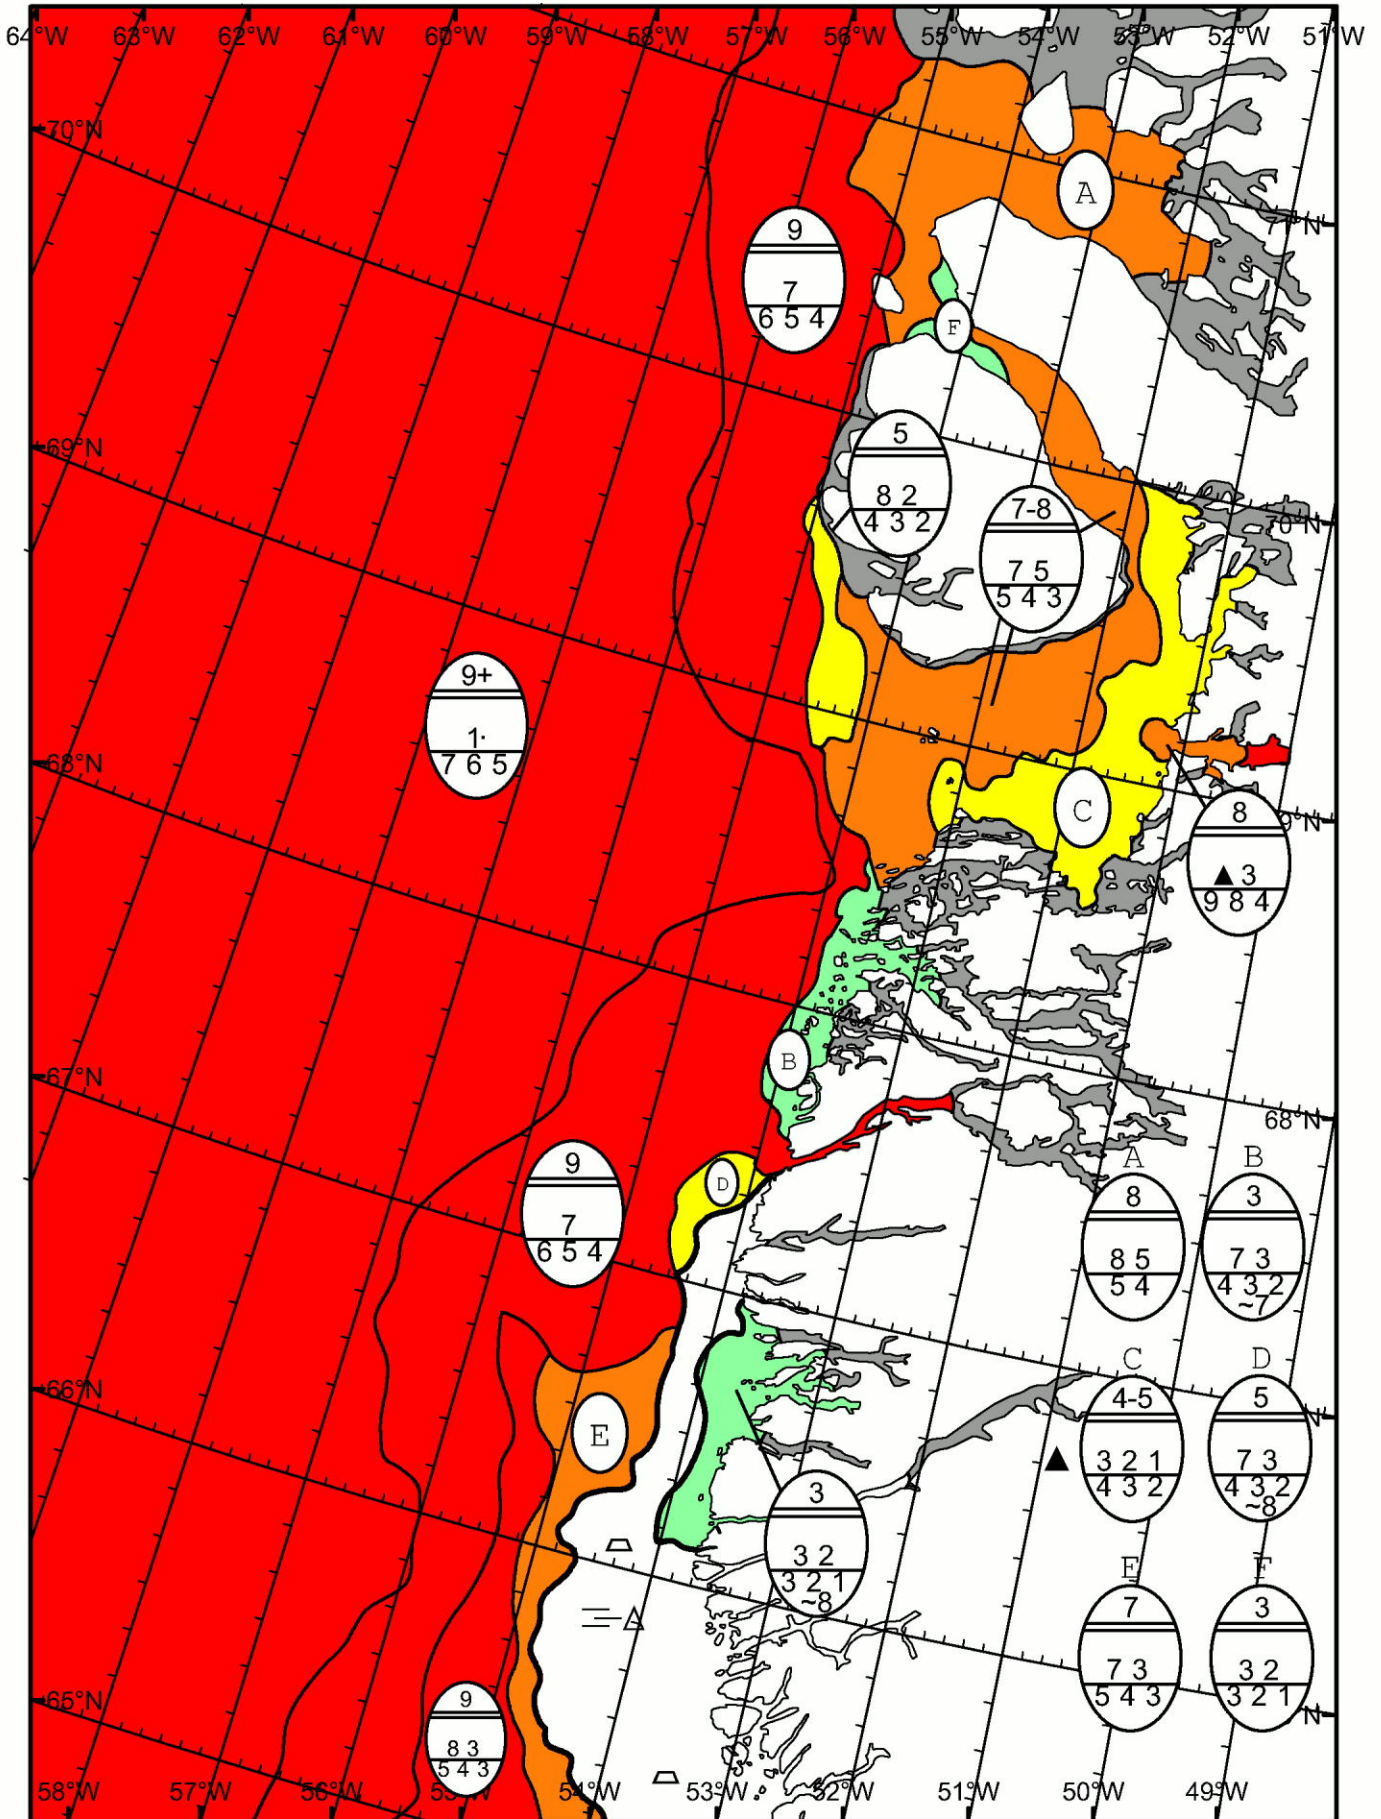 64°W 63°W 62°W 61°W 60°W 59°W 58°W 57°W 56°W 55°W 54°W 53°W 52°W 51°W
70°N
A
71°N
9
7
6 5 4
F
5
8 2
4 3 2
69°N
7-8
7 5
5 4 3
70°N
9+
1·
7 6 5
68°N
C
8
▲ 3
9 8 4
9°N
B
67°N
68°N
9
7
6 5 4
D
A B
8 3
8 5 7 3
5 4 4 3 2
~7
C D
4-5 5
▲ 3 2 1 7 3
4 3 2 4 3 2
~8
66°N
N
E
3
3 2
3 2 1
~8
E F
7 3
7 3 3 2
5 4 3 3 2 1
65°N
N
9
8 3
5 4 3
58°W 57°W 56°W 55°W 54°W 53°W 52°W 51°W 50°W 49°W